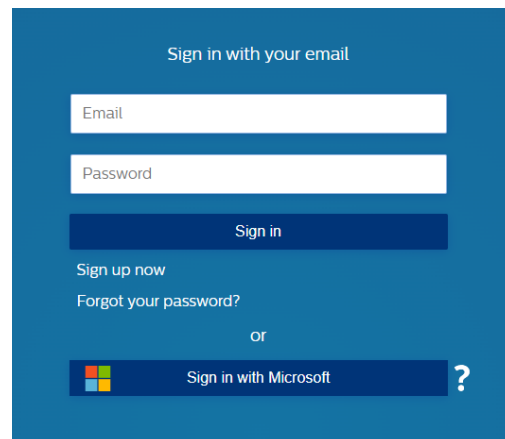 Sign in with your email
Email
Password
Sign in
Sign up now
Forgot your password?
or
Sign in with Microsoft
?